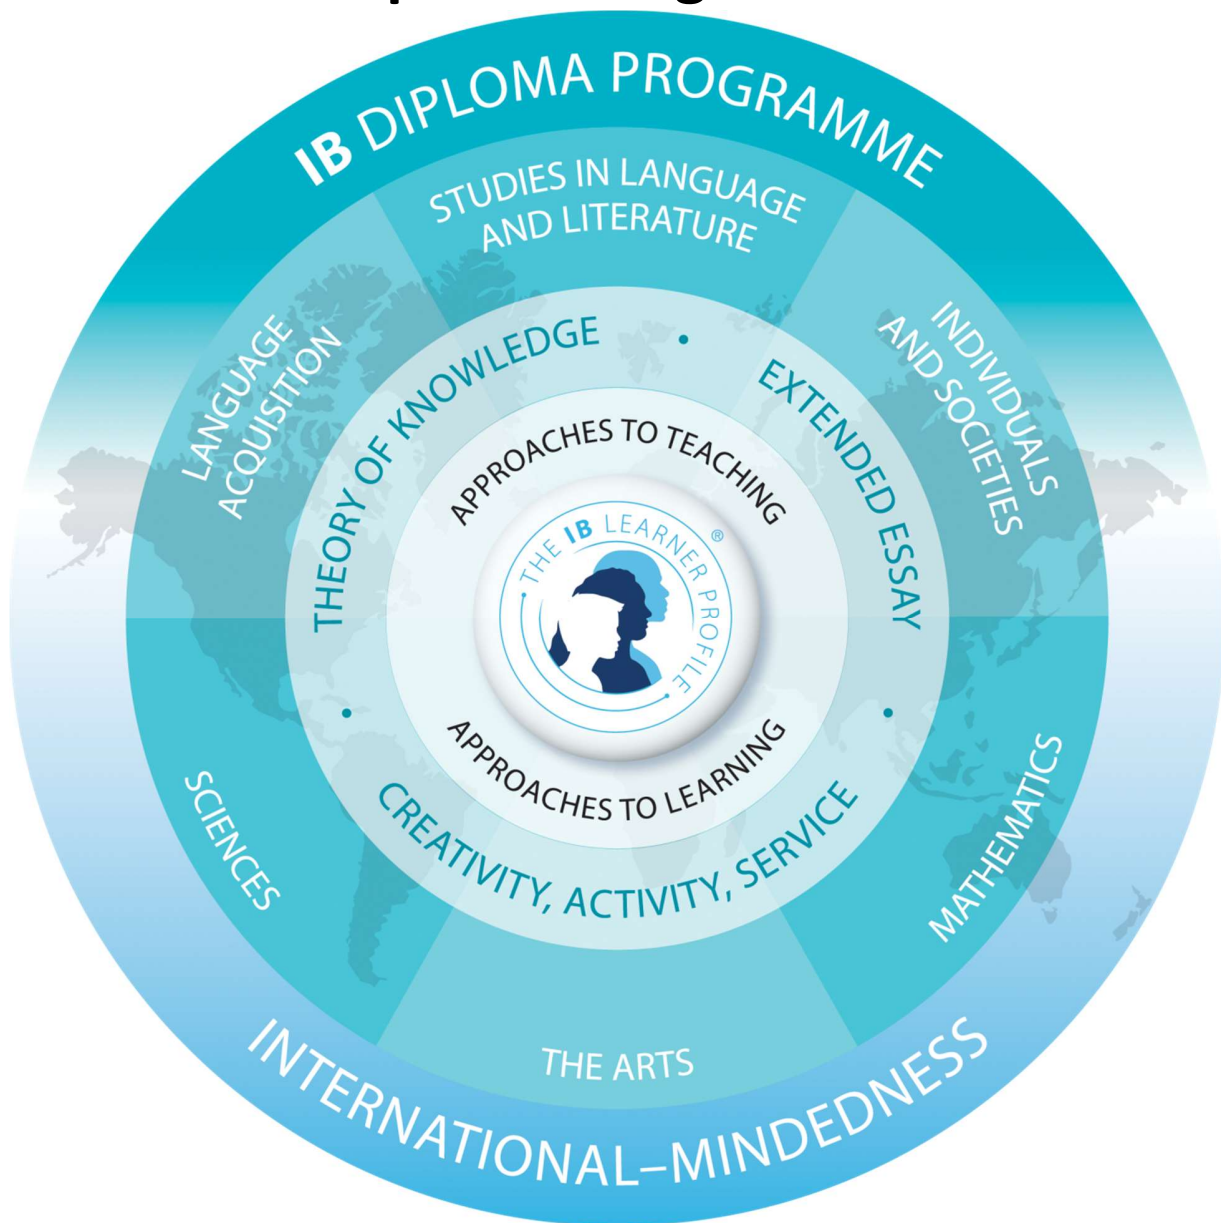 IB DIPLOMA PROGRAMME
STUDIES IN LANGUAGE
AND LITERATURE
LANGUAGE
ACQUISITION
INDIVIDUALS
AND SOCIETIES
THEORY OF KNOWLEDGE
•
EXTENDED ESSAY
APPROACHES TO TEACHING
THE IB LEARNER PROFILE
®
APPROACHES TO LEARNING
•
CREATIVITY, ACTIVITY, SERVICE
•
SCIENCES
MATHEMATICS
THE ARTS
INTERNATIONAL–MINDEDNESS